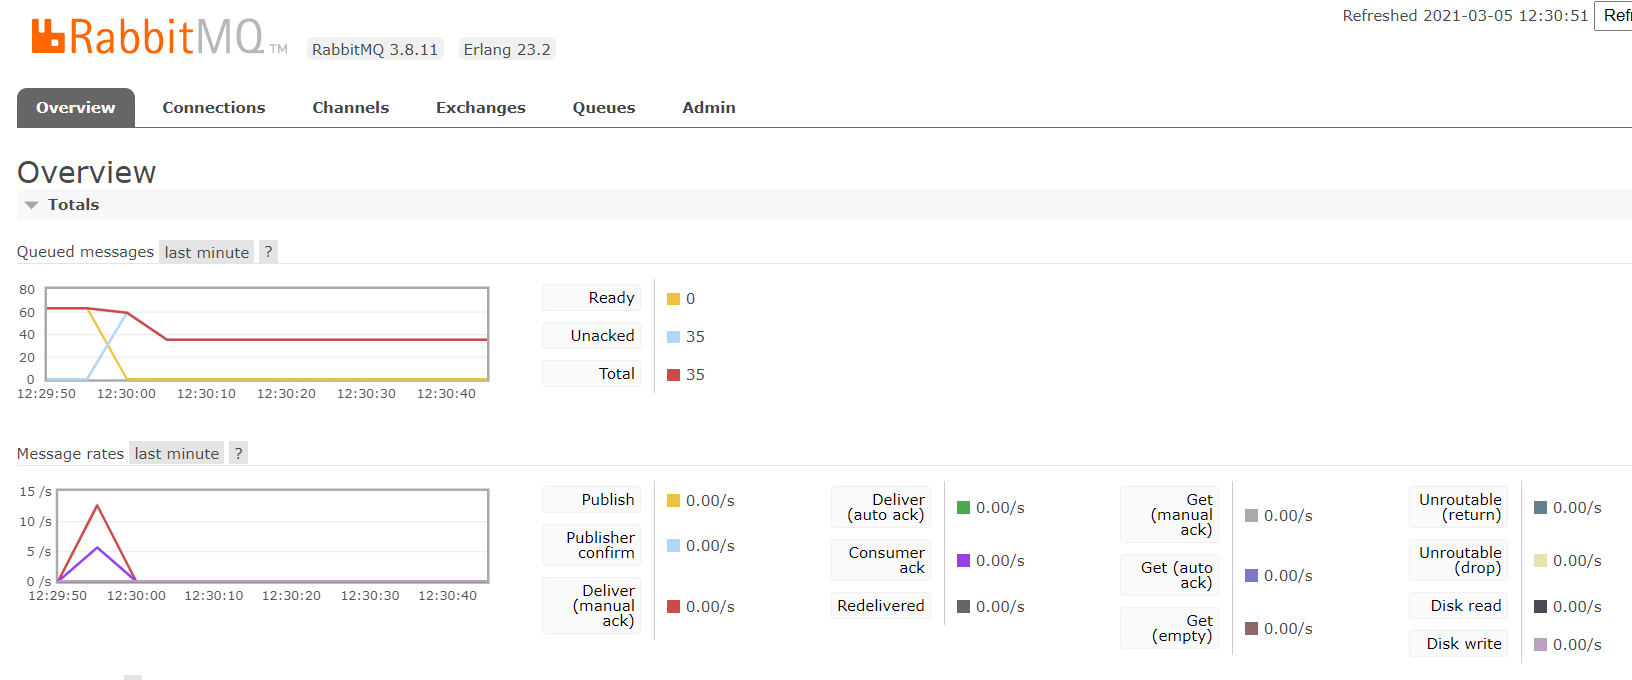 Refreshed 2021-03-05 12:30:51 Refr
RabbitMQ TM RabbitMQ 3.8.11 Erlang 23.2
Overview Connections Channels Exchanges Queues Admin
Overview
Totals
Queued messages last minute ?
80
60
40
20
0
12:29:50 12:30:00 12:30:10 12:30:20 12:30:30 12:30:40
Ready 0
Unacked 35
Total 35
Message rates last minute ?
15 /s
10 /s
5 /s
0 /s
12:29:50 12:30:00 12:30:10 12:30:20 12:30:30 12:30:40
Publish 0.00/s
Publisher
confirm 0.00/s
Deliver
(manual
ack) 0.00/s
Deliver
(auto ack) 0.00/s
Consumer
ack 0.00/s
Redelivered 0.00/s
Get
(manual
ack) 0.00/s
Get (auto
ack) 0.00/s
Get
(empty) 0.00/s
Unroutable
(return) 0.00/s
Unroutable
(drop) 0.00/s
Disk read 0.00/s
Disk write 0.00/s